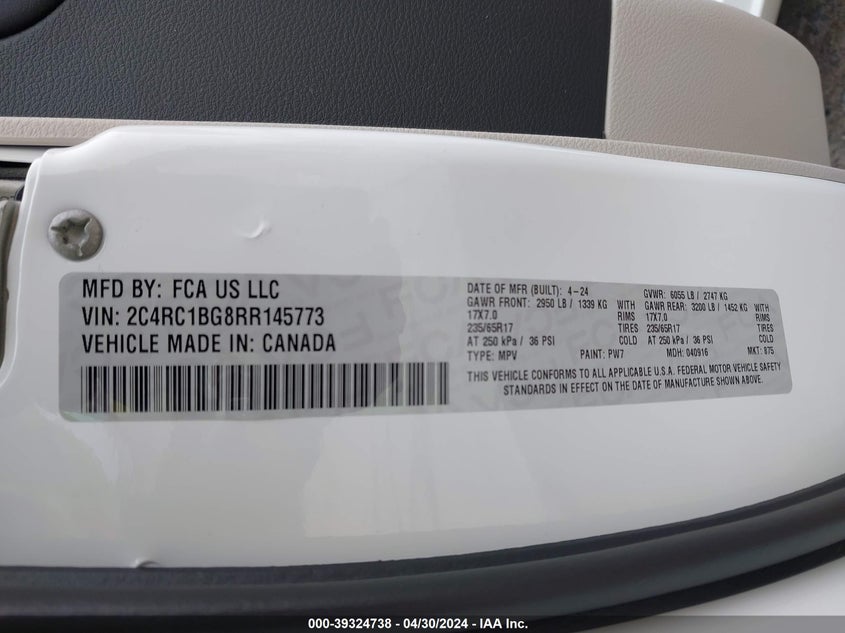 MFD BY: FCA US LLC
VIN: 2C4RC1BG8RR145773
VEHICLE MADE IN: CANADA
DATE OF MFR (BUILT): 4-24 GVWR: 6055 LB / 2747 KG
GAWR FRONT: 2950 LB / 1339 KG GAWR REAR: 3200 LB / 1452 KG
17X7.0 RIMS 17X7.0 RIMS
235/65R17 TIRES 235/65R17 TIRES
AT 250 kPa / 36 PSI COLD AT 250 kPa / 36 PSI COLD
TYPE: MPV PAINT: PW7 MDH: 040916 MKT: 875
THIS VEHICLE CONFORMS TO ALL APPLICABLE U.S.A. FEDERAL MOTOR VEHICLE SAFETY
STANDARDS IN EFFECT ON THE DATE OF MANUFACTURE SHOWN ABOVE.
000-39324738 - 04/30/2024 - IAA Inc.